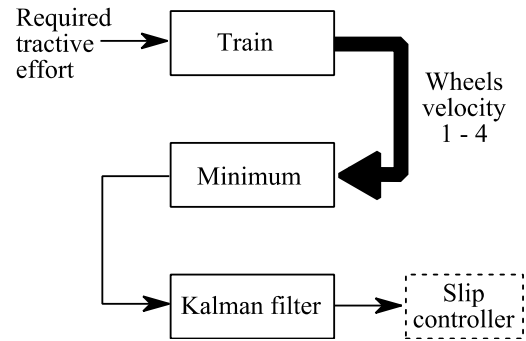 Required
tractive
effort
Train
Wheels
velocity
1 - 4
Minimum
Kalman filter
Slip
controller